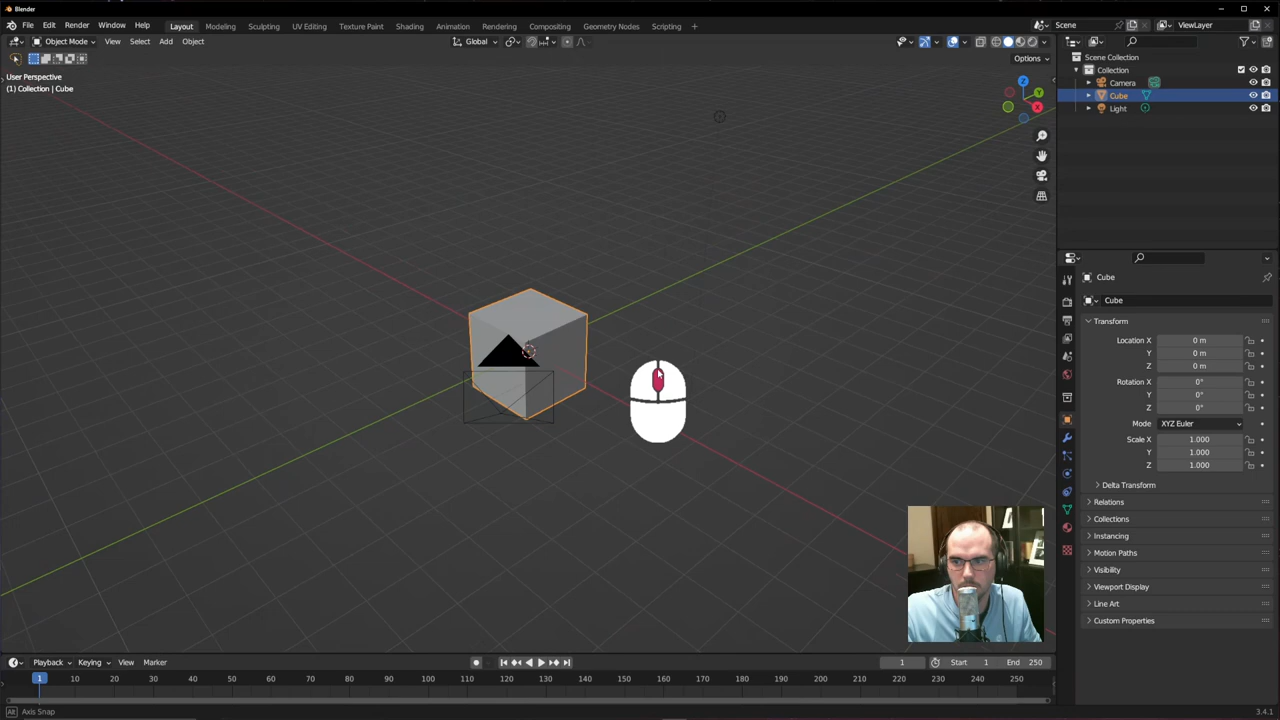 Blender
File Edit Render Window Help Layout Modeling Sculpting UV Editing Texture Paint Shading Animation Rendering Compositing Geometry Nodes Scripting + Scene ViewLayer
Object Mode View Select Add Object Global
Options
User Perspective
(1) Collection | Cube
Z
Y
X
Scene Collection
Collection
Camera
Cube
Light
Cube
Cube
Transform
Location X 0 m
Y 0 m
Z 0 m
Rotation X 0°
Y 0°
Z 0°
Mode XYZ Euler
Scale X 1.000
Y 1.000
Z 1.000
Delta Transform
Relations
Collections
Instancing
Motion Paths
Visibility
Viewport Display
Line Art
Custom Properties
Playback Keying View Marker 1 Start 1 End 250
1 10 20 30 40 50 60 70 80 90 100 110 120 130 140 150 160 170 180 190 200 210 220 230 240 250
Alt Axis Snap 3.4.1